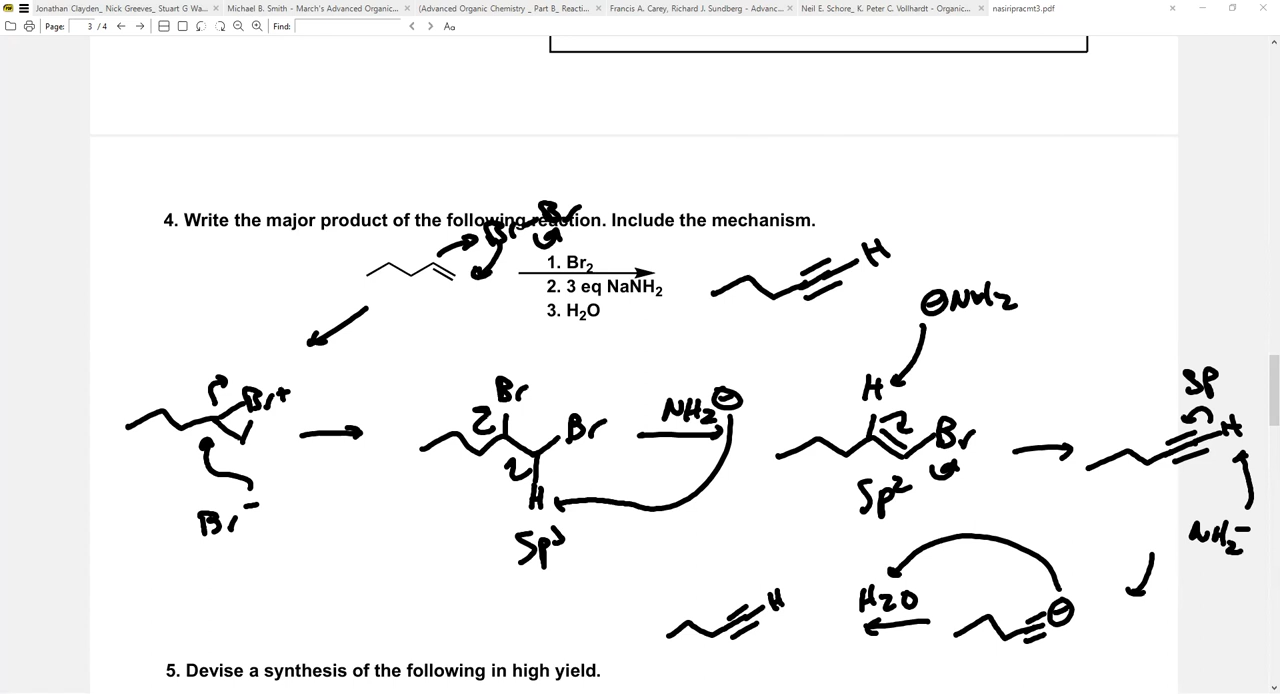 Jonathan Clayden_ Nick Greeves_ Stuart G Wa...
Michael B. Smith - March's Advanced Organic...
(Advanced Organic Chemistry _ Part B_ Reacti...
Francis A. Carey, Richard J. Sundberg - Advanc...
Neil E. Schore_ K. Peter C. Vollhardt - Organic...
nasiripracmt3.pdf
Page: 3 / 4
Find:
Aa
4. Write the major product of the following reaction. Include the mechanism.
Br Br
1. Br2
2. 3 eq NaNH2
3. H2O
H
⊖NH2
Br+
Br-
Br
Br
H
Sp3
NH2 ⊖
H
Br
Sp2
SP
H
NH2-
H2O
⊖
H
5. Devise a synthesis of the following in high yield.